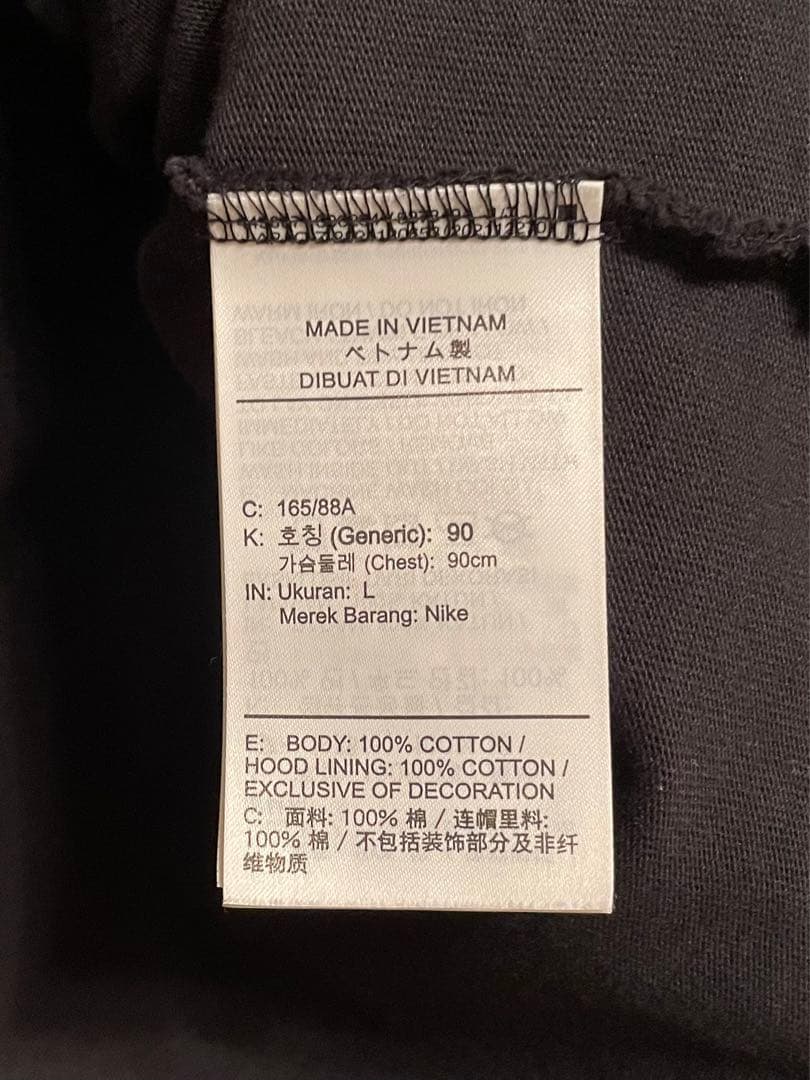 MADE IN VIETNAM
ベトナム製
DIBUAT DI VIETNAM
C: 165/88A
K: 호칭 (Generic): 90
가슴둘레 (Chest): 90cm
IN: Ukuran: L
Merek Barang: Nike
E: BODY: 100% COTTON /
HOOD LINING: 100% COTTON /
EXCLUSIVE OF DECORATION
C: 面料: 100% 棉 / 连帽里料:
100% 棉 / 不包括装饰部分及非纤
维物质